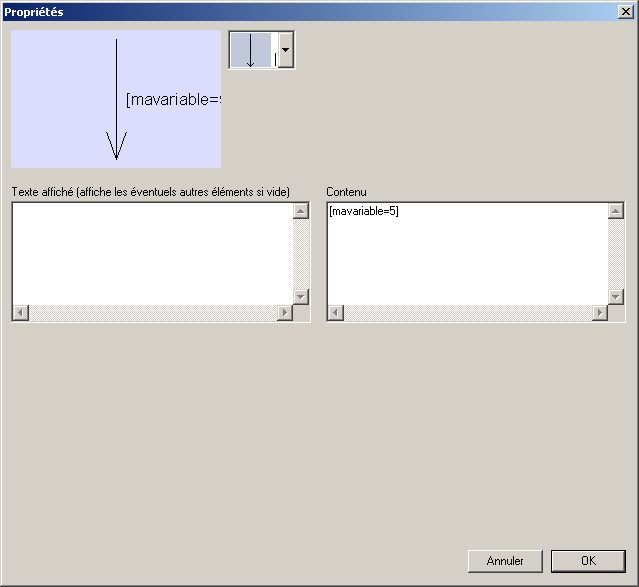 Propriétés
[mavariable=
Texte affiché (affiche les éventuels autres éléments si vide)
Contenu
[mavariable=5]
Annuler
OK